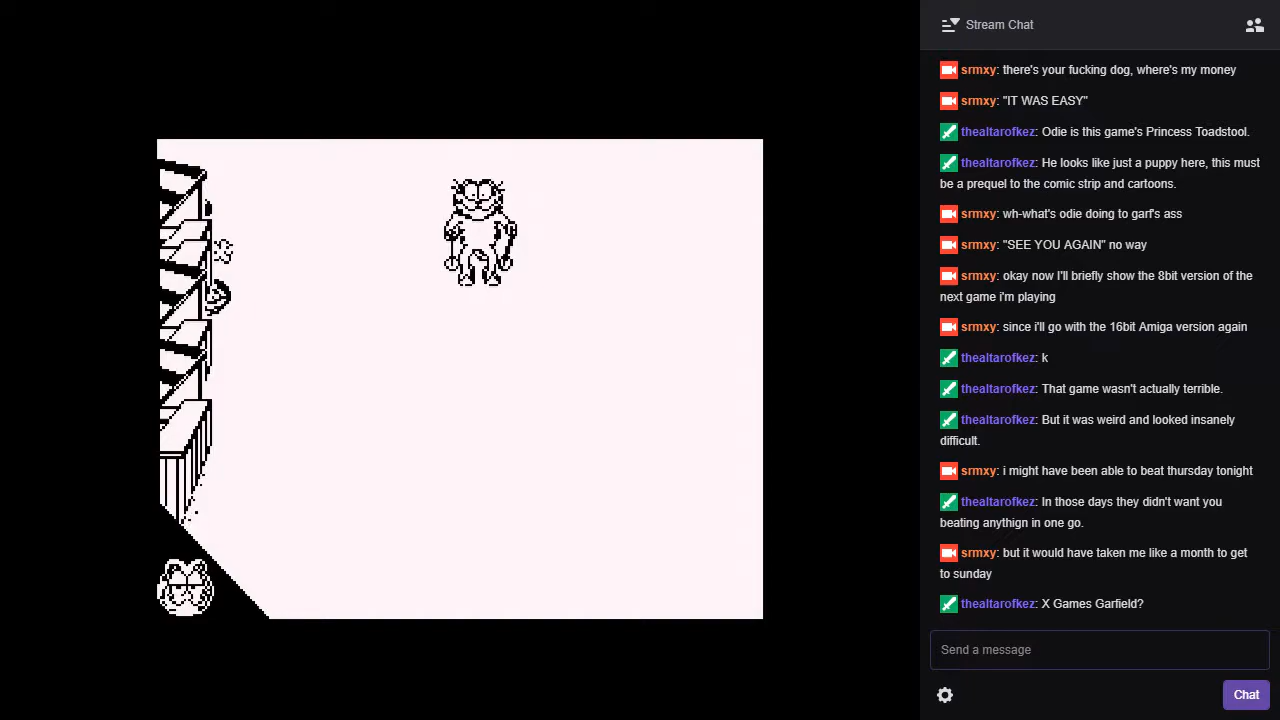 Stream Chat
srmxy: there's your fucking dog, where's my money
srmxy: "IT WAS EASY"
thealtarofkez: Odie is this game's Princess Toadstool.
thealtarofkez: He looks like just a puppy here, this must
be a prequel to the comic strip and cartoons.
srmxy: wh-what's odie doing to garf's ass
srmxy: "SEE YOU AGAIN" no way
srmxy: okay now I'll briefly show the 8bit version of the
next game i'm playing
srmxy: since i'll go with the 16bit Amiga version again
thealtarofkez: k
thealtarofkez: That game wasn't actually terrible.
thealtarofkez: But it was weird and looked insanely
difficult.
srmxy: i might have been able to beat thursday tonight
thealtarofkez: In those days they didn't want you
beating anythign in one go.
srmxy: but it would have taken me like a month to get
to sunday
thealtarofkez: X Games Garfield?
Send a message
Chat